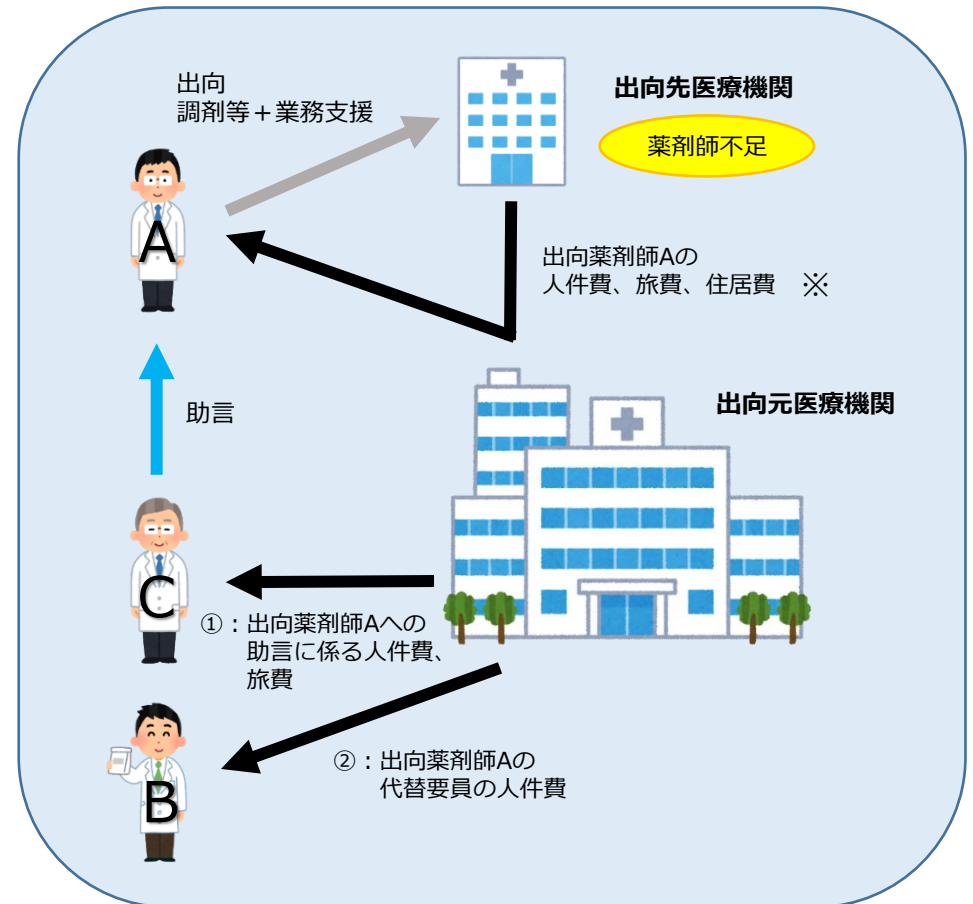 出向
調剤等＋業務支援
出向先医療機関
薬剤師不足
A
出向薬剤師Aの
人件費、旅費、住居費　※
助言
出向元医療機関
C
①：出向薬剤師Aへの
助言に係る人件費、
旅費
B
②：出向薬剤師Aの
代替要員の人件費